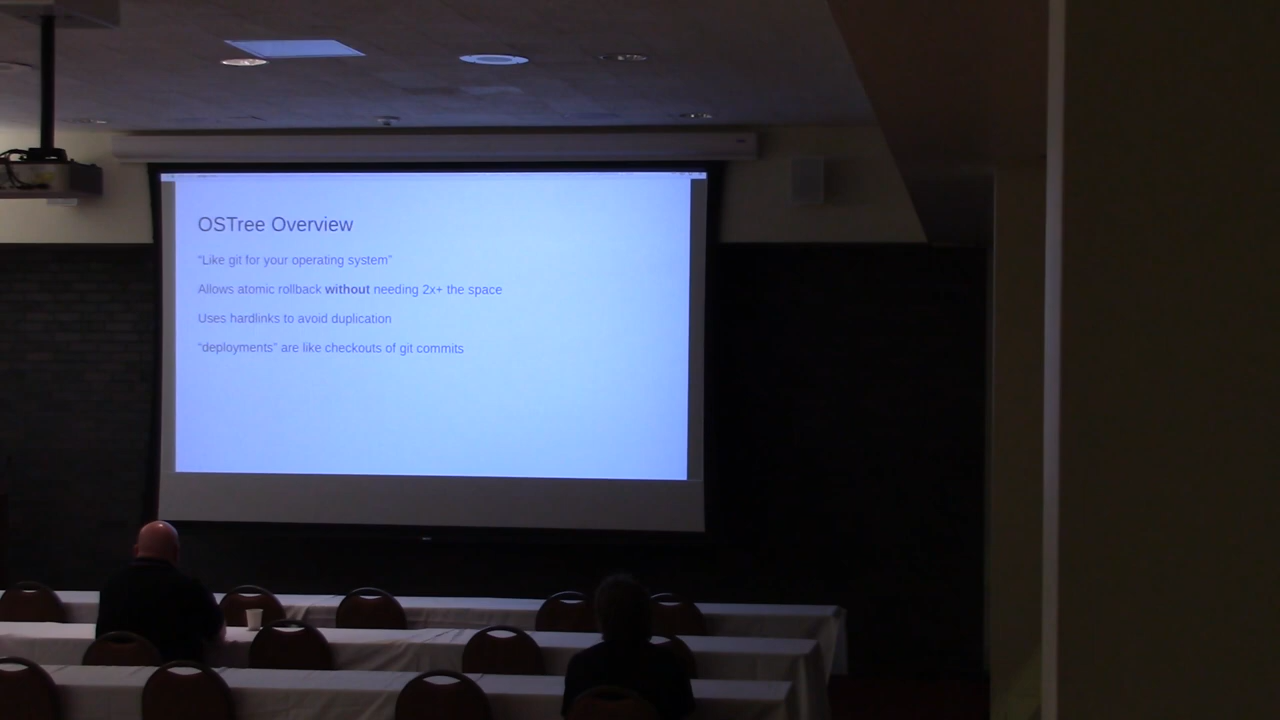 OSTree Overview
“Like git for your operating system”
Allows atomic rollback without needing 2x+ the space
Uses hardlinks to avoid duplication
“deployments” are like checkouts of git commits